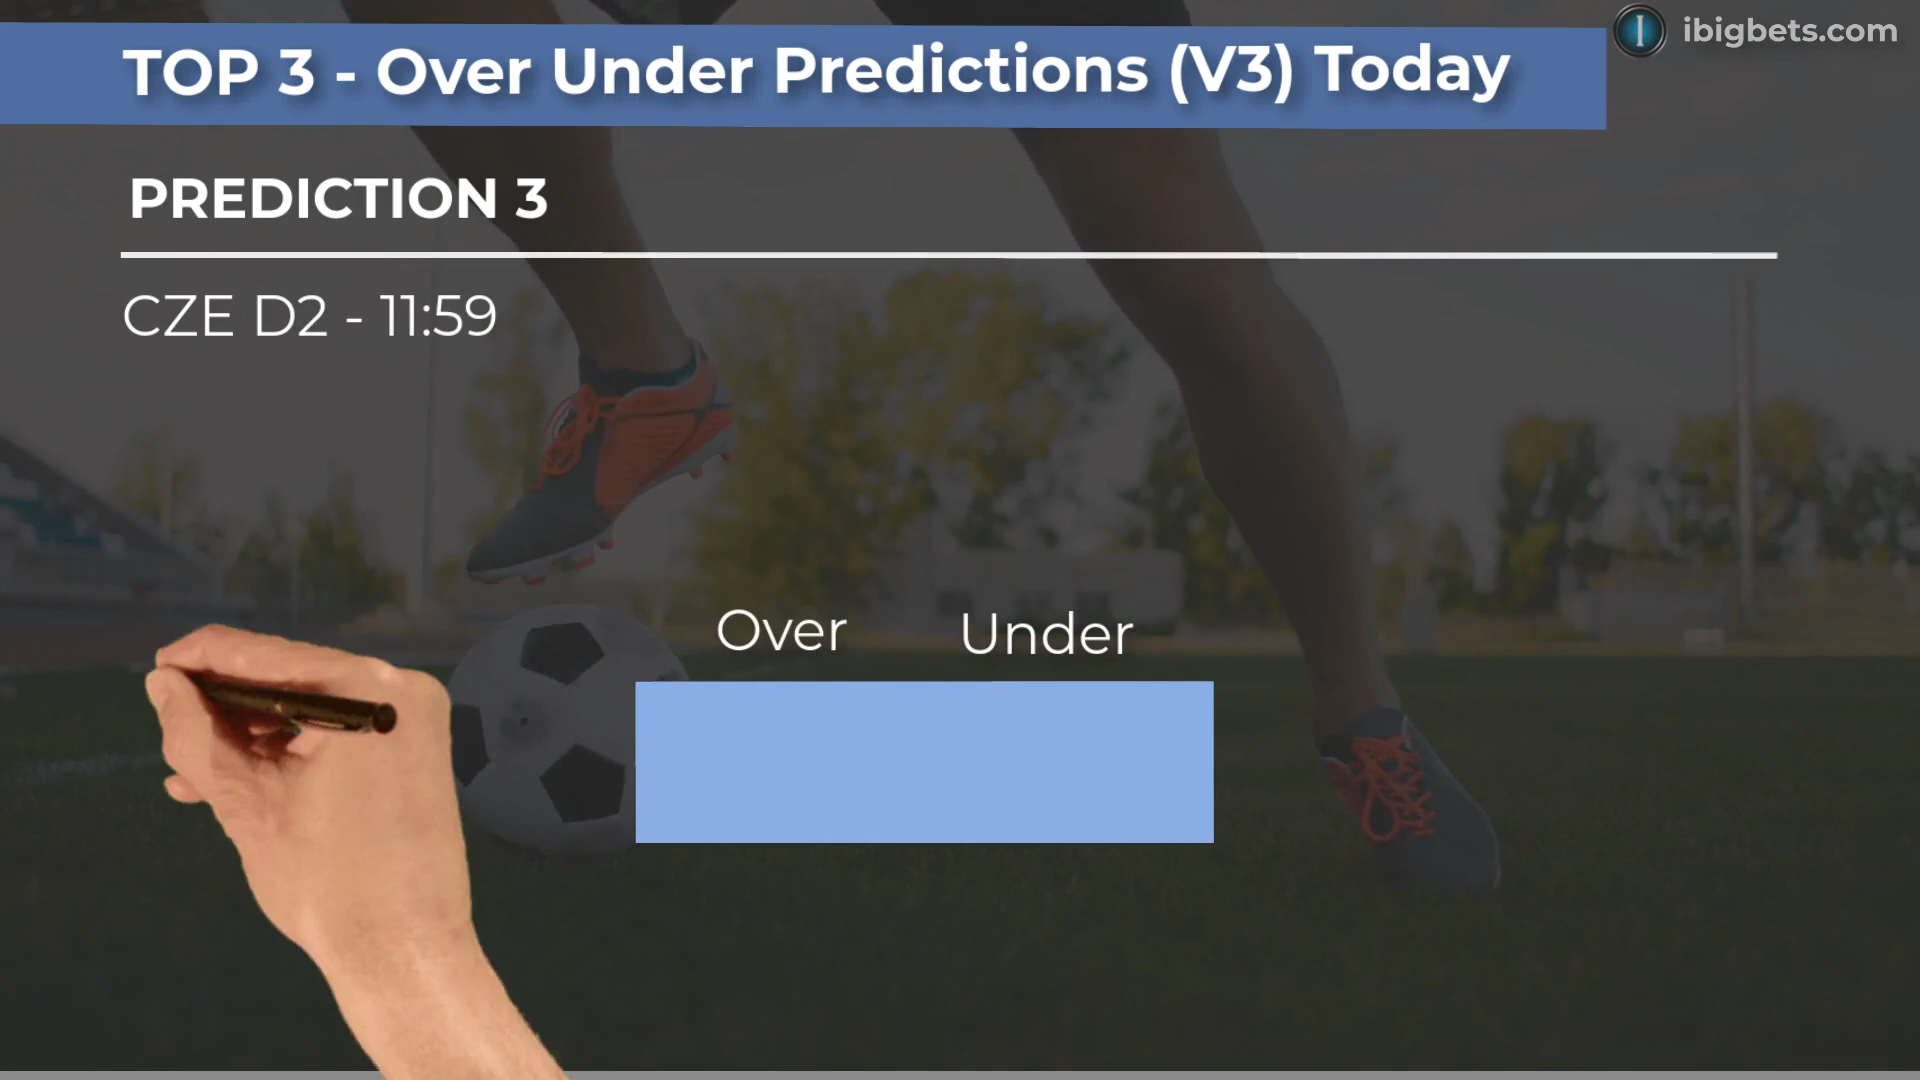 TOP 3 - Over Under Predictions (V3) Today
I ibigbets.com
PREDICTION 3
CZE D2 - 11:59
Over Under